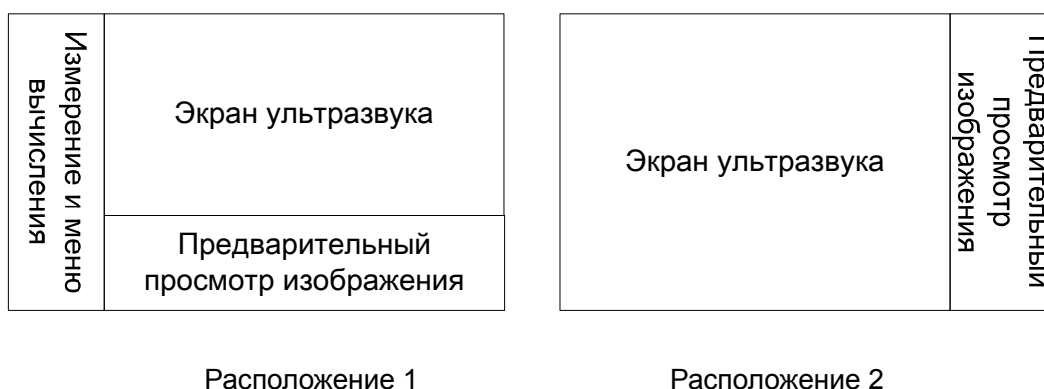 Измерение и меню
вычисления
Экран ультразвука
Предварительный
просмотр изображения
Расположение 1
Экран ультразвука
Предварительный
просмотр
изображения
Расположение 2